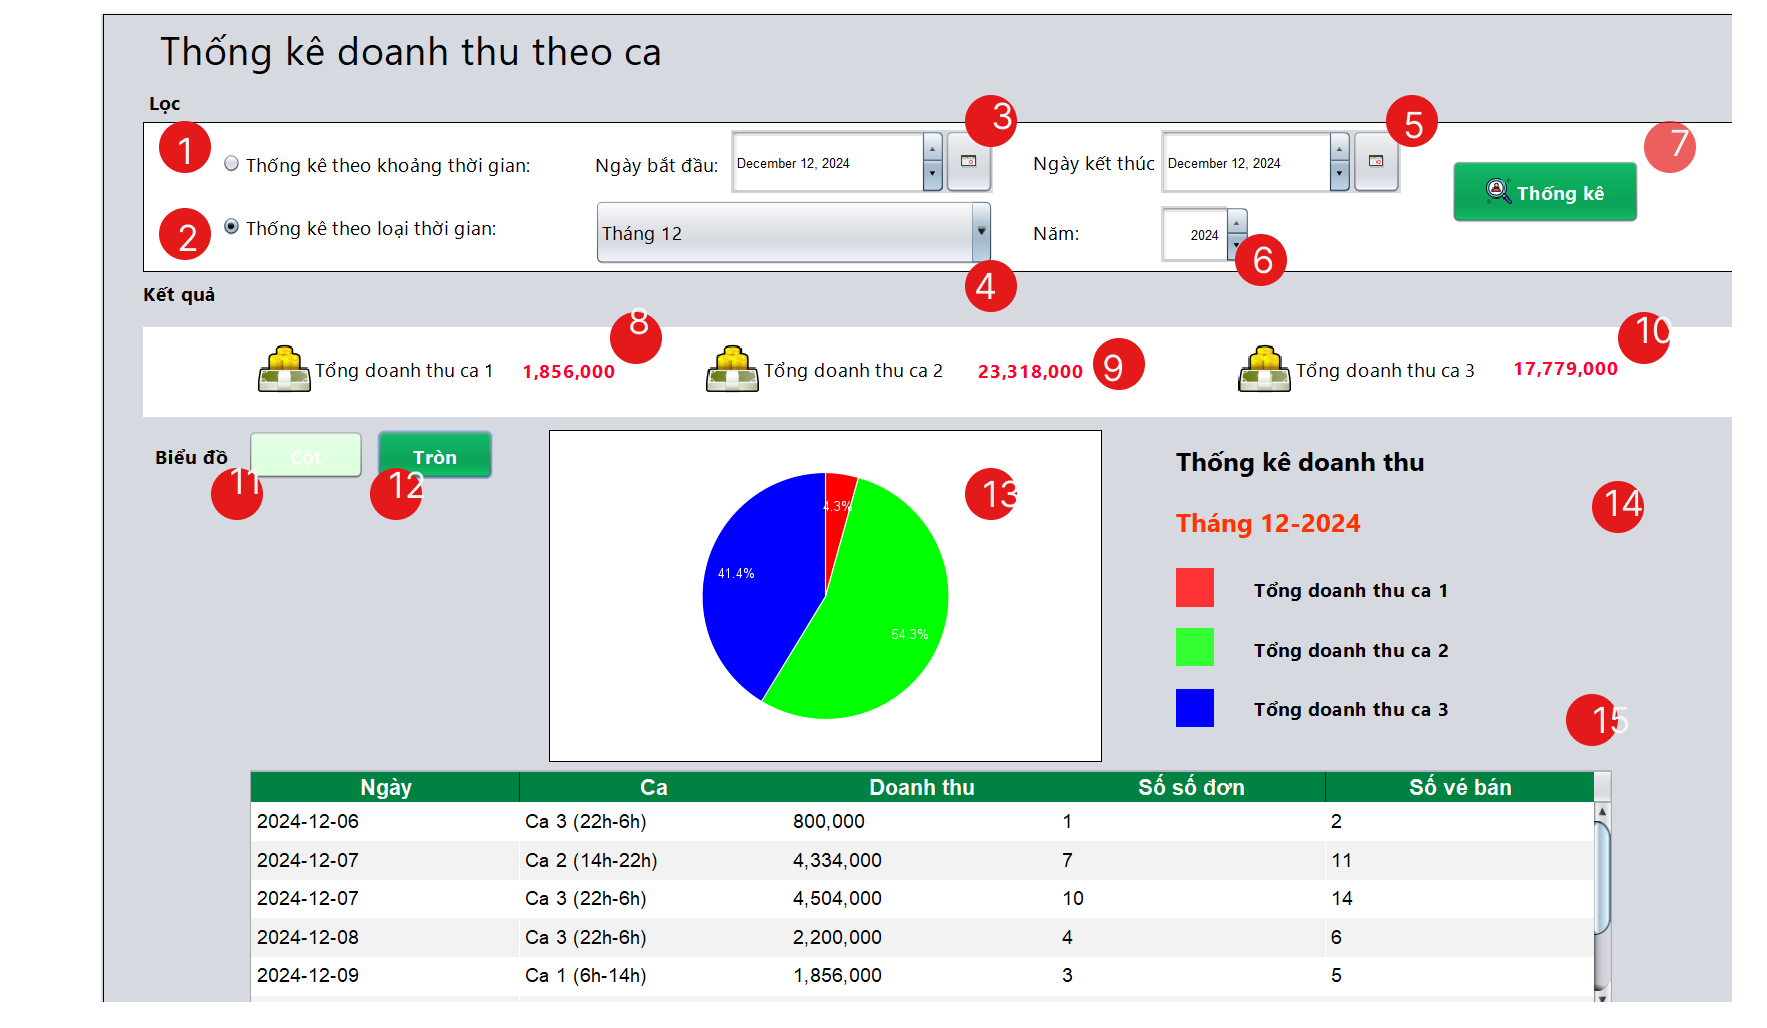 Thống kê doanh thu theo ca
Lọc
1
Thống kê theo khoảng thời gian:
Ngày bắt đầu:
December 12, 2024
3
Ngày kết thúc
December 12, 2024
5
7
Thống kê
2
Thống kê theo loại thời gian:
Tháng 12
4
Năm:
2024
6
Kết quả
Tổng doanh thu ca 1
1,856,000
8
Tổng doanh thu ca 2
23,318,000
9
Tổng doanh thu ca 3
17,779,000
10
Biểu đồ
Cột
11
Tròn
12
4.3%
41.4%
54.3%
13
Thống kê doanh thu
14
Tháng 12-2024
Tổng doanh thu ca 1
Tổng doanh thu ca 2
Tổng doanh thu ca 3
15
Ngày Ca Doanh thu Số số đơn Số vé bán
2024-12-06 Ca 3 (22h-6h) 800,000 1 2
2024-12-07 Ca 2 (14h-22h) 4,334,000 7 11
2024-12-07 Ca 3 (22h-6h) 4,504,000 10 14
2024-12-08 Ca 3 (22h-6h) 2,200,000 4 6
2024-12-09 Ca 1 (6h-14h) 1,856,000 3 5